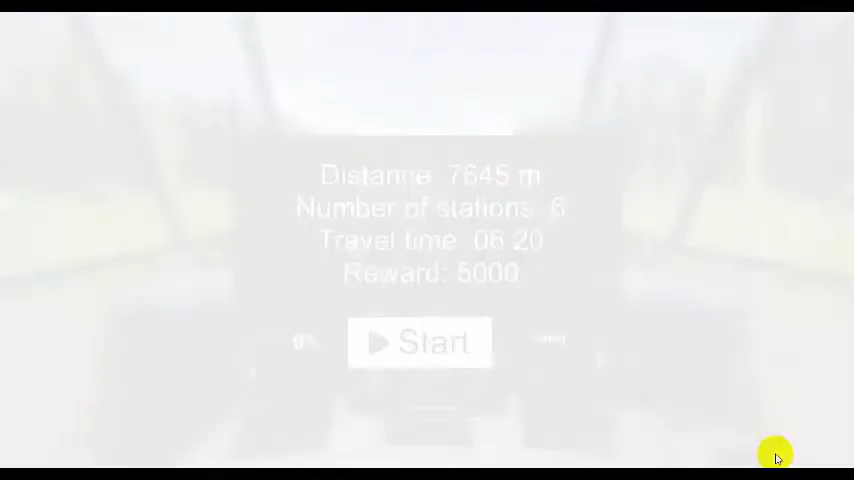 Distance: 7645 m
Number of stations: 6
Travel time: 06:20
Reward: 5000
Start